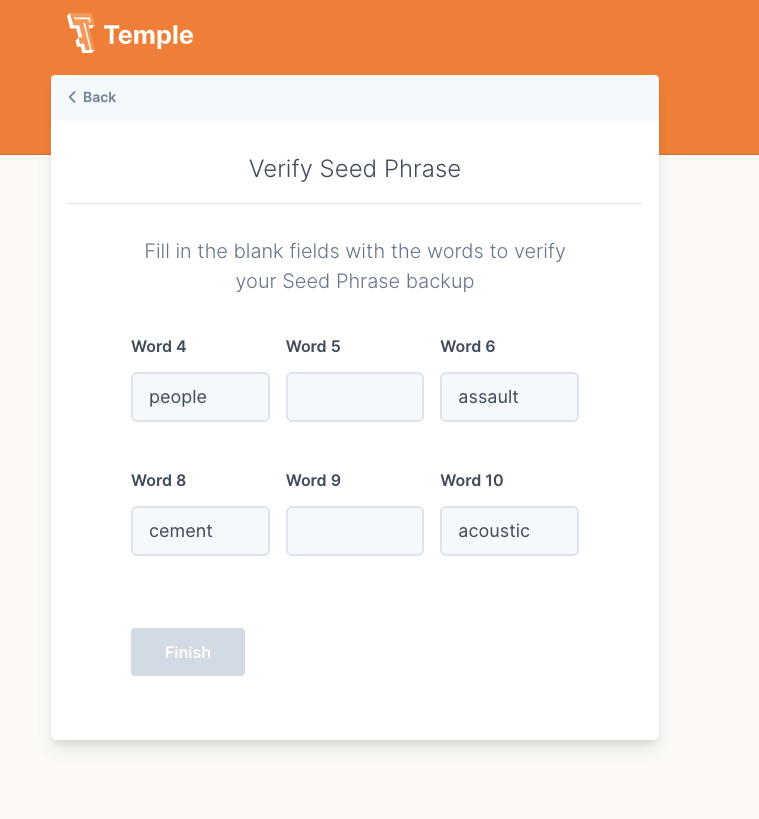 Temple
Back
Verify Seed Phrase
Fill in the blank fields with the words to verify
your Seed Phrase backup
Word 4 Word 5 Word 6
people assault
Word 8 Word 9 Word 10
cement acoustic
Finish